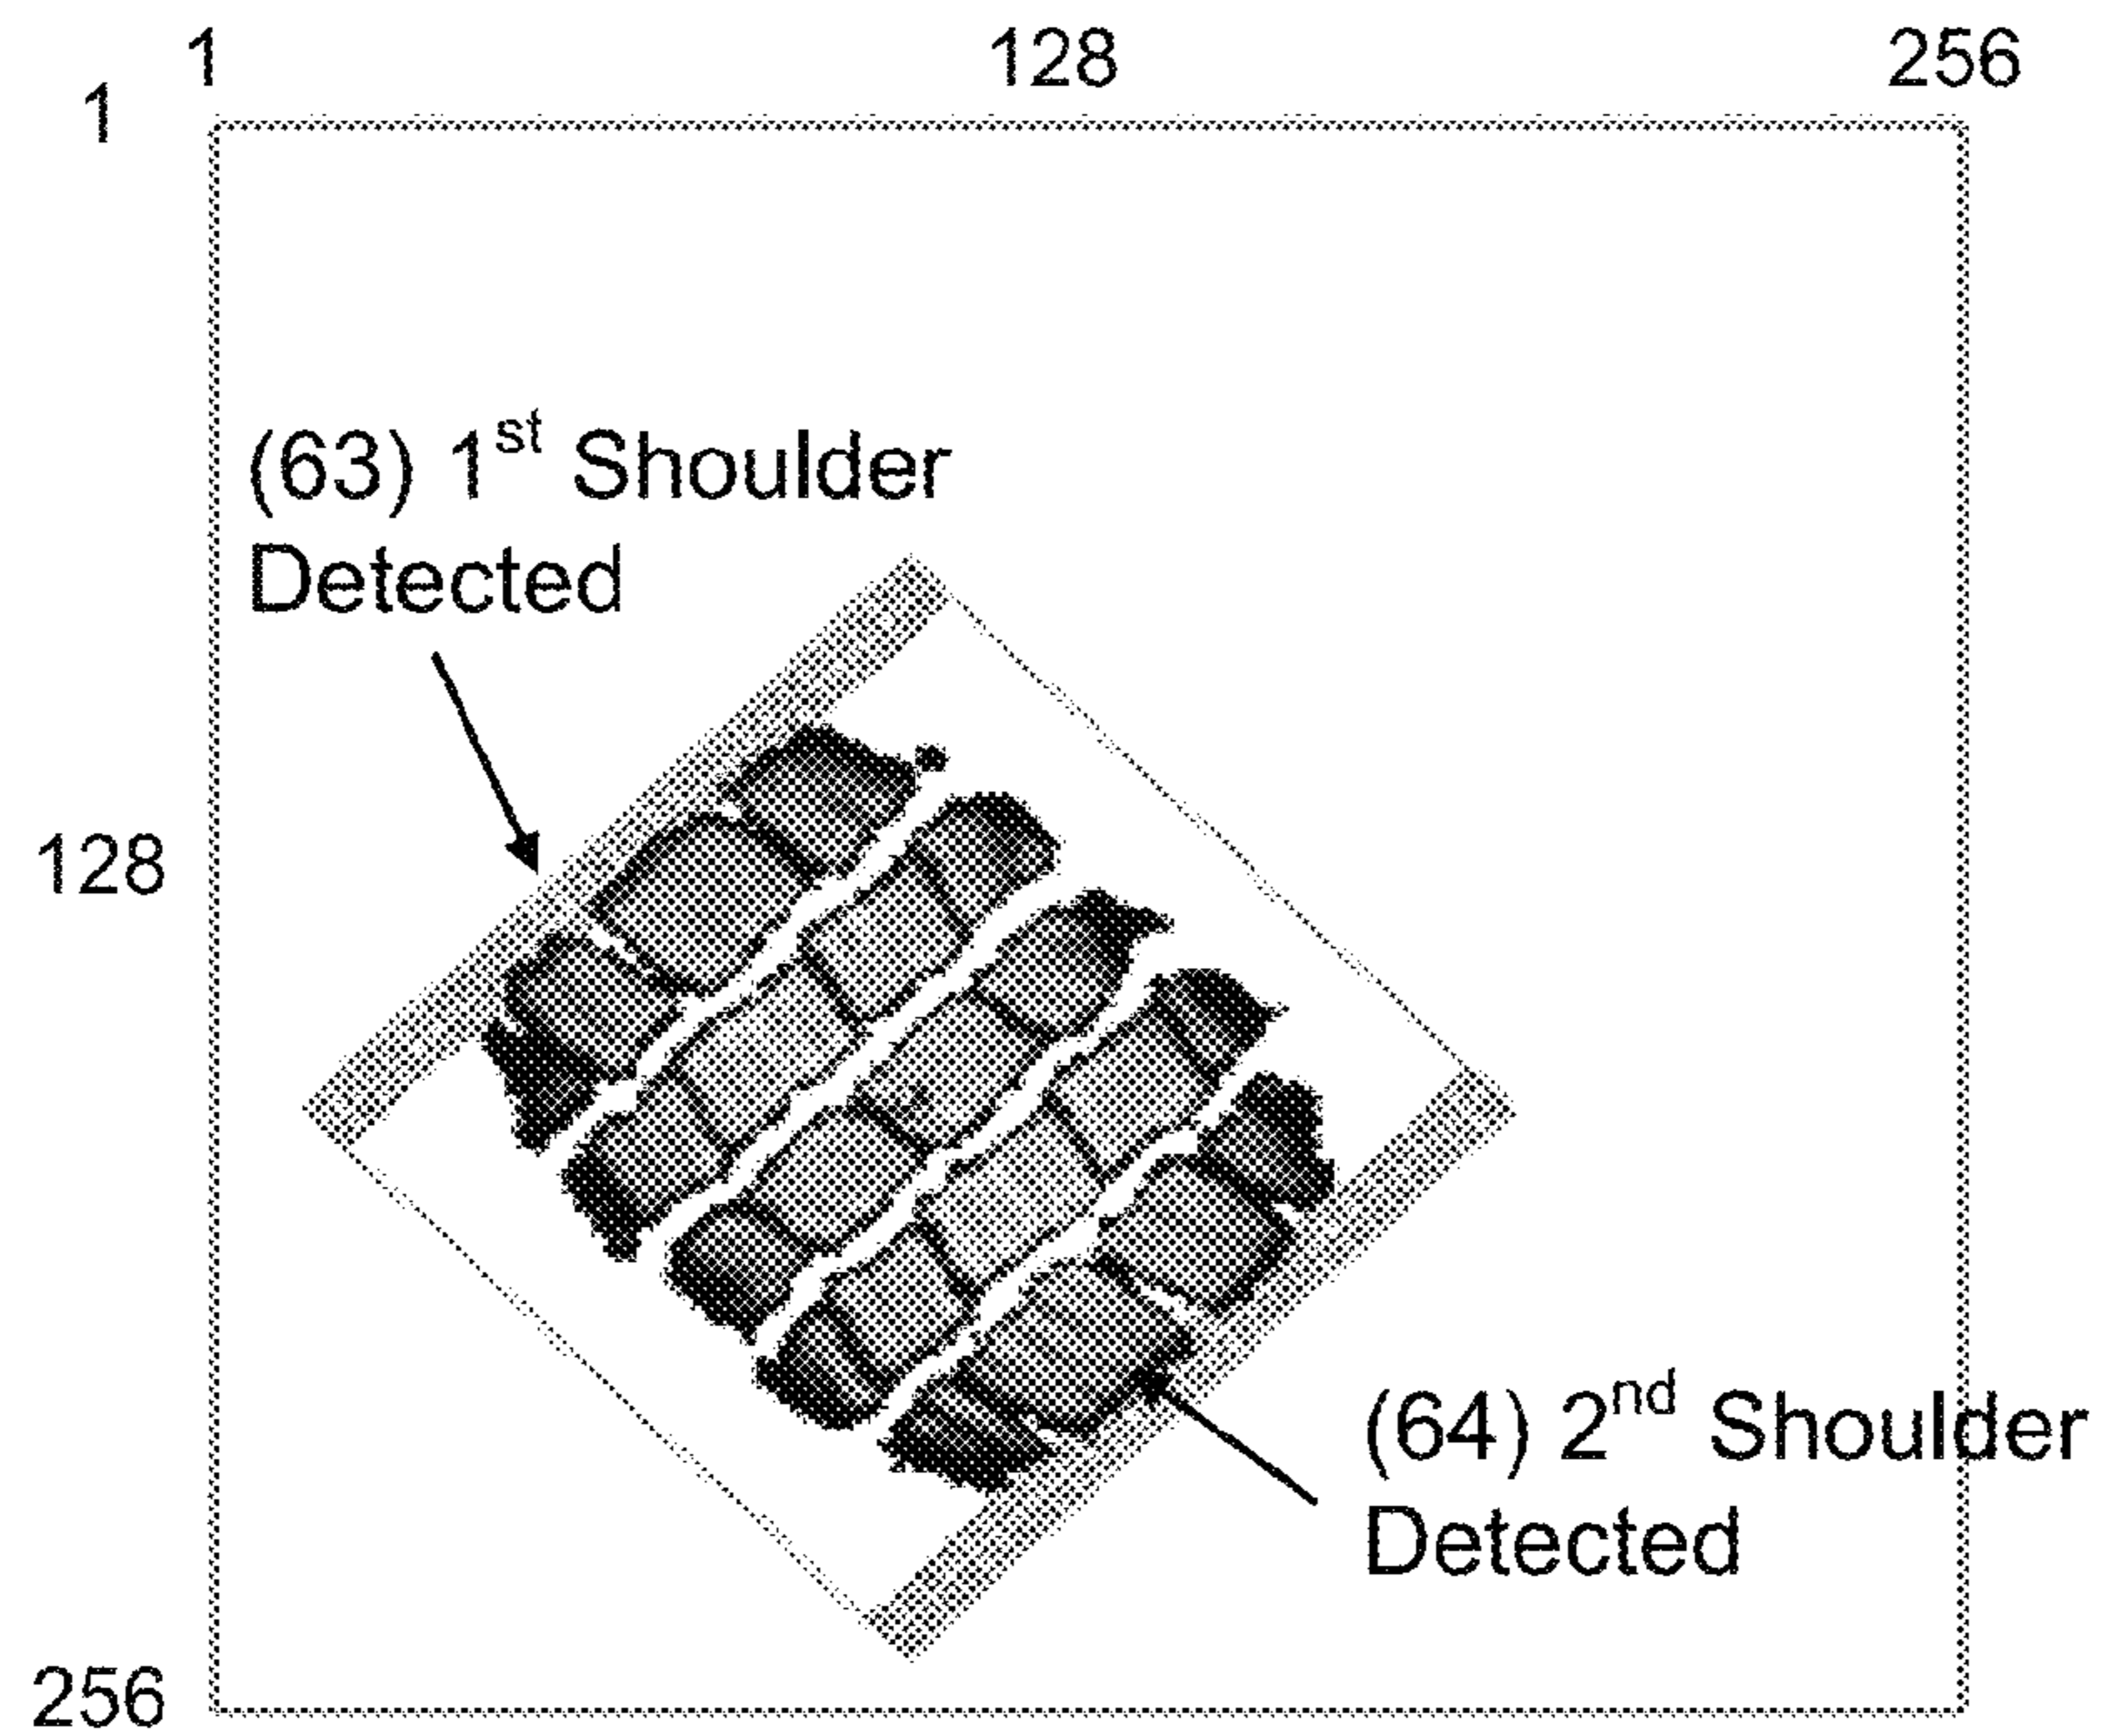 1 128 256
1
(63) 1st Shoulder
Detected
128
(64) 2nd Shoulder
Detected
256